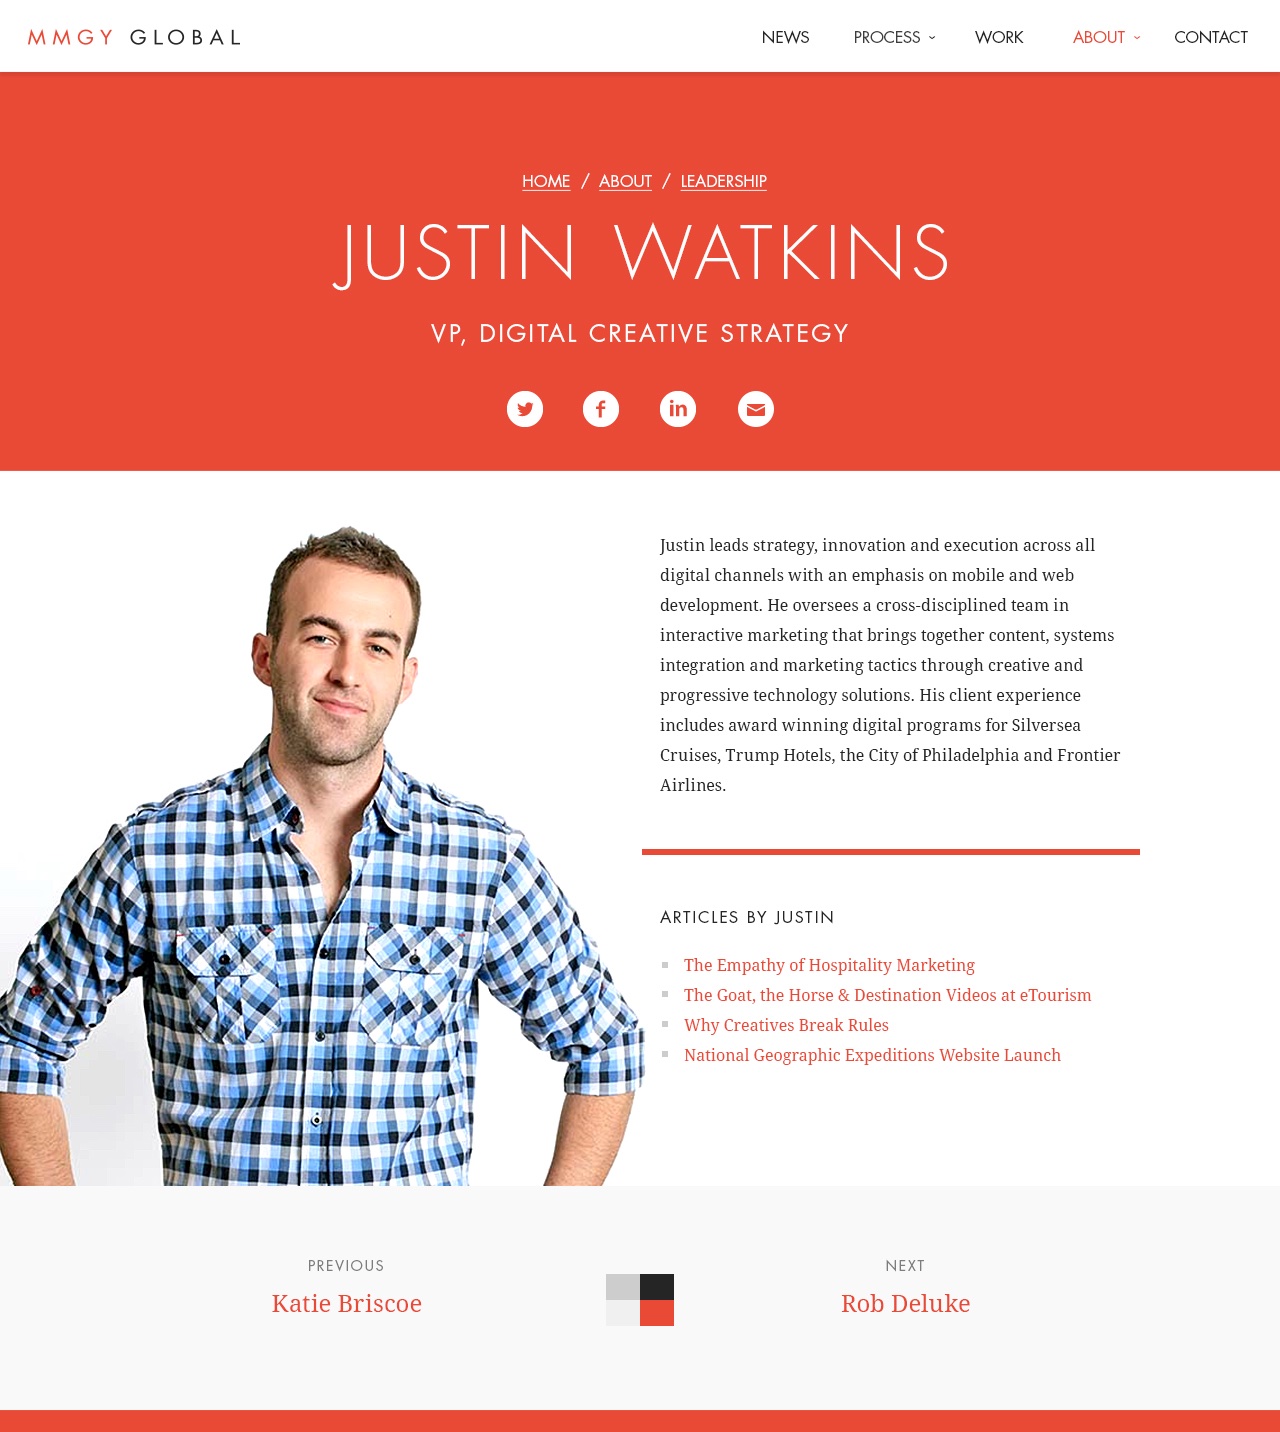 MMGY GLOBAL
NEWS PROCESS WORK ABOUT CONTACT
HOME / ABOUT / LEADERSHIP
JUSTIN WATKINS
VP, DIGITAL CREATIVE STRATEGY
Justin leads strategy, innovation and execution across all
digital channels with an emphasis on mobile and web
development. He oversees a cross-disciplined team in
interactive marketing that brings together content, systems
integration and marketing tactics through creative and
progressive technology solutions. His client experience
includes award winning digital programs for Silversea
Cruises, Trump Hotels, the City of Philadelphia and Frontier
Airlines.
ARTICLES BY JUSTIN
The Empathy of Hospitality Marketing
The Goat, the Horse & Destination Videos at eTourism
Why Creatives Break Rules
National Geographic Expeditions Website Launch
PREVIOUS
Katie Briscoe
NEXT
Rob Deluke